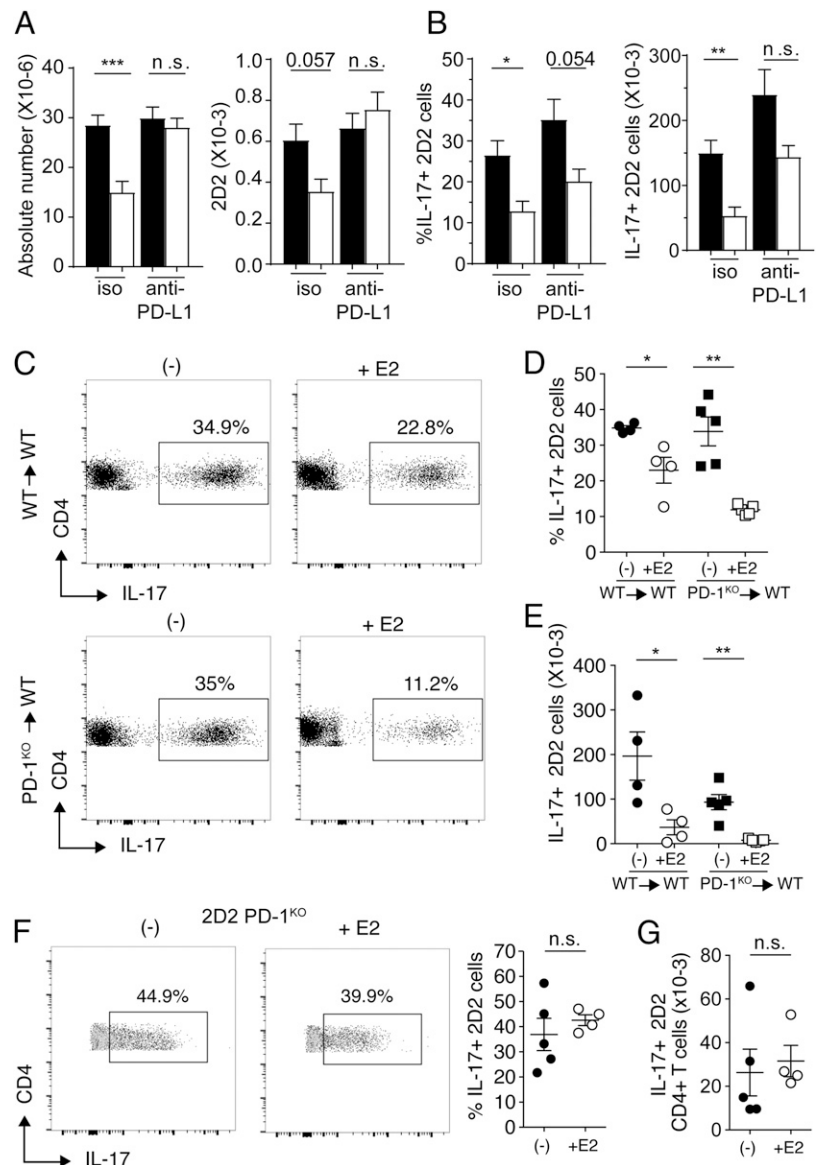 A
Absolute number (X10-6)
40
30
20
10
0
***
n .s.
iso
anti-
PD-L1
2D2 (X10-3)
1.0
0.8
0.6
0.4
0.2
0.0
0.057
n .s.
iso
anti-
PD-L1
B
%IL-17+ 2D2 cells
50
40
30
20
10
0
*
0.054
iso
anti-
PD-L1
IL-17+ 2D2 cells (X10-3)
300
200
100
0
**
n .s.
iso
anti-
PD-L1
C
(-)
+ E2
WT → WT
CD4
34.9%
22.8%
IL-17
(-)
+ E2
PD-1KO → WT
CD4
35%
11.2%
IL-17
D
% IL-17+ 2D2 cells
50
40
30
20
10
0
*
**
(-) +E2 (-) +E2
WT → WT PD-1KO → WT
E
IL-17+ 2D2 cells (X10-3)
400
300
200
100
0
*
**
(-) +E2 (-) +E2
WT → WT PD-1KO → WT
F
2D2 PD-1KO
(-)
+ E2
CD4
44.9%
39.9%
IL-17
% IL-17+ 2D2 cells
70
60
50
40
30
20
10
0
n.s.
(-) +E2
G
IL-17+ 2D2
CD4+ T cells (x10-3)
80
60
40
20
0
n.s.
(-) +E2